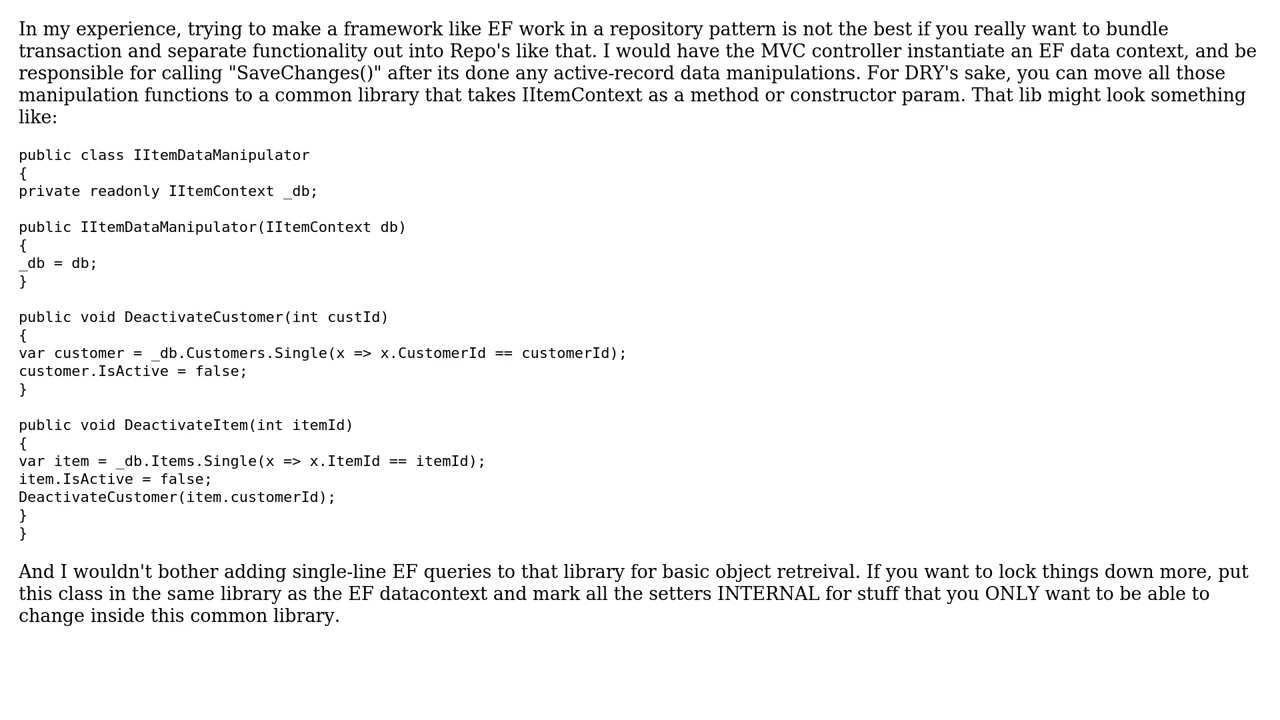 In my experience, trying to make a framework like EF work in a repository pattern is not the best if you really want to bundle
transaction and separate functionality out into Repo's like that. I would have the MVC controller instantiate an EF data context, and be
responsible for calling "SaveChanges()" after its done any active-record data manipulations. For DRY's sake, you can move all those
manipulation functions to a common library that takes IItemContext as a method or constructor param. That lib might look something
like:
public class IItemDataManipulator
{
private readonly IItemContext _db;
public IItemDataManipulator(IItemContext db)
{
_db = db;
}
public void DeactivateCustomer(int custId)
{
var customer = _db.Customers.Single(x => x.CustomerId == customerId);
customer.IsActive = false;
}
public void DeactivateItem(int itemId)
{
var item = _db.Items.Single(x => x.ItemId == itemId);
item.IsActive = false;
DeactivateCustomer(item.customerId);
}
}
And I wouldn't bother adding single-line EF queries to that library for basic object retreival. If you want to lock things down more, put
this class in the same library as the EF datacontext and mark all the setters INTERNAL for stuff that you ONLY want to be able to
change inside this common library.